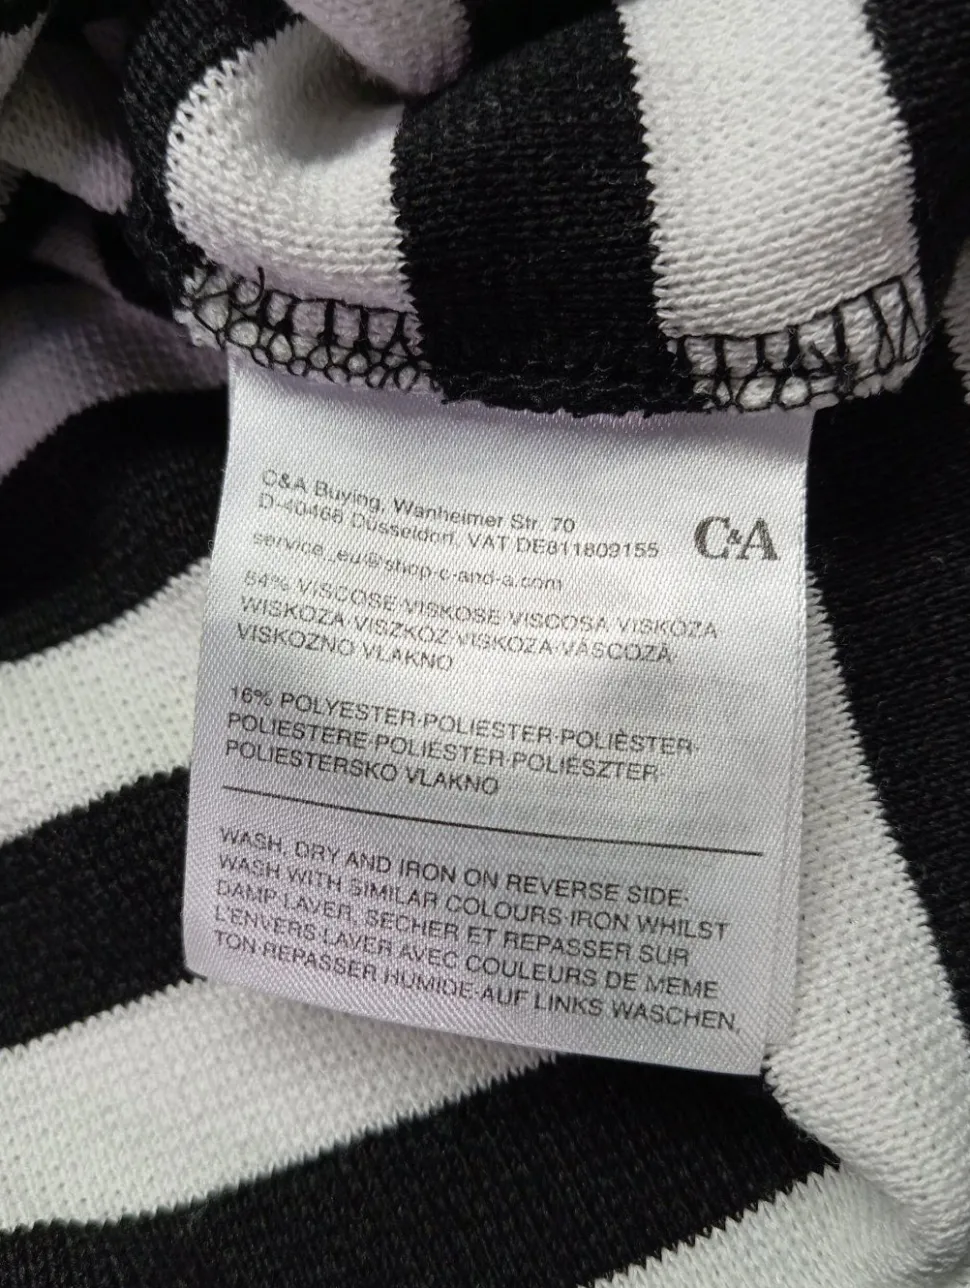 C&A Buying, Wanheimer Str. 70
D-40468 Düsseldorf, VAT DE811809155
C&A
service_eu@shop-c-and-a.com
84% VISCOSE·VISKOSE·VISCOSA·VISKOZA·
WISKOZA·VISZKÓZ·VISKÓZA·VÂSCOZĂ·
VISKOZNO VLAKNO
16% POLYESTER·POLIESTER·POLIÉSTER·
POLIESTERE·POLIESTER·POLIÉSZTER·
POLIESTERSKO VLAKNO
WASH, DRY AND IRON ON REVERSE SIDE·
WASH WITH SIMILAR COLOURS·IRON WHILST
DAMP·LAVER, SECHER ET REPASSER SUR
L'ENVERS·LAVER AVEC COULEURS DE MEME
TON·REPASSER HUMIDE·AUF LINKS WASCHEN,